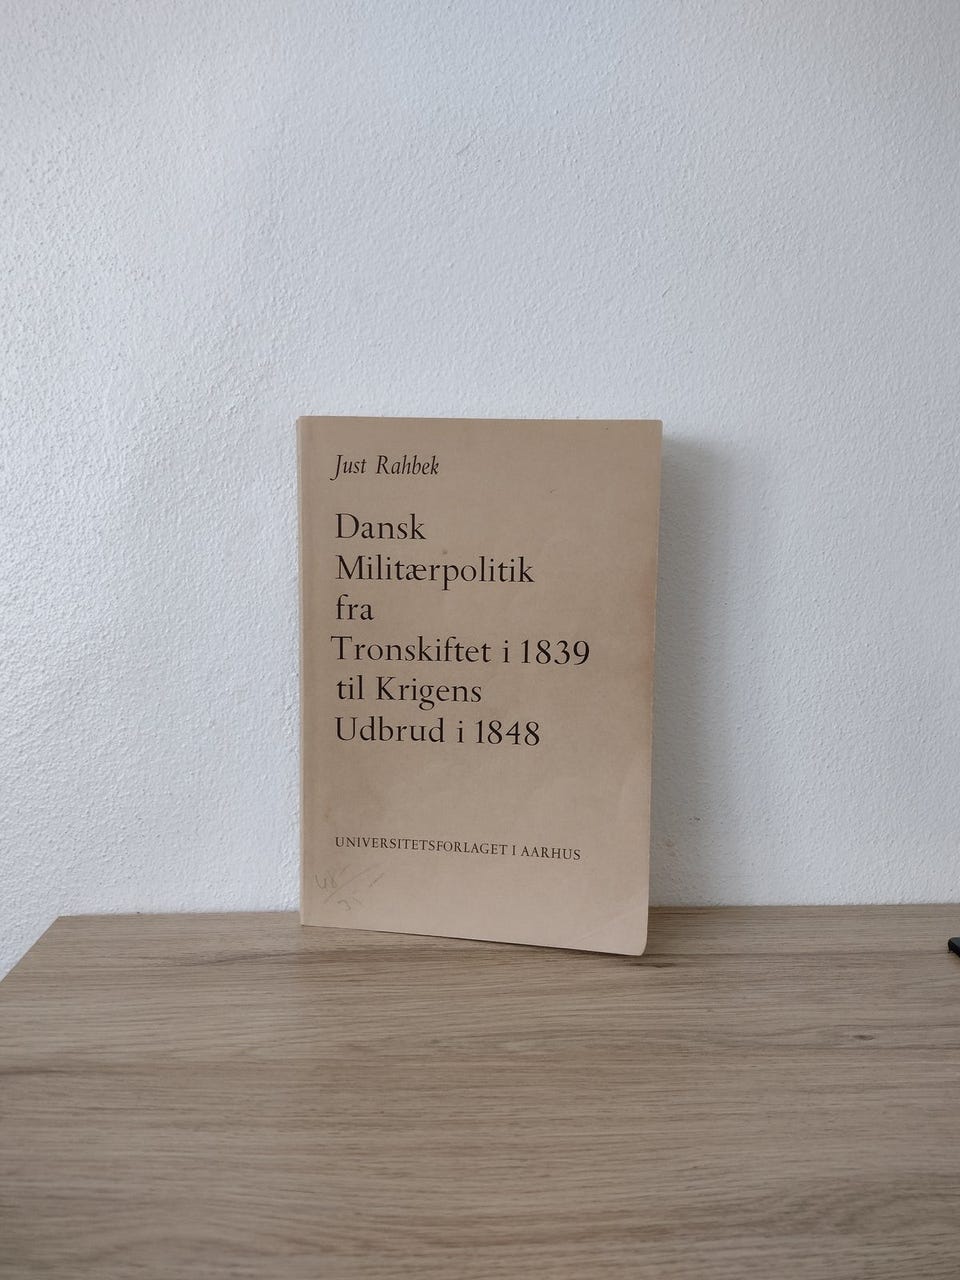 Just Rahbek
Dansk
Militærpolitik
fra
Tronskiftet i 1839
til Krigens
Udbrud i 1848
UNIVERSITETSFORLAGET I AARHUS